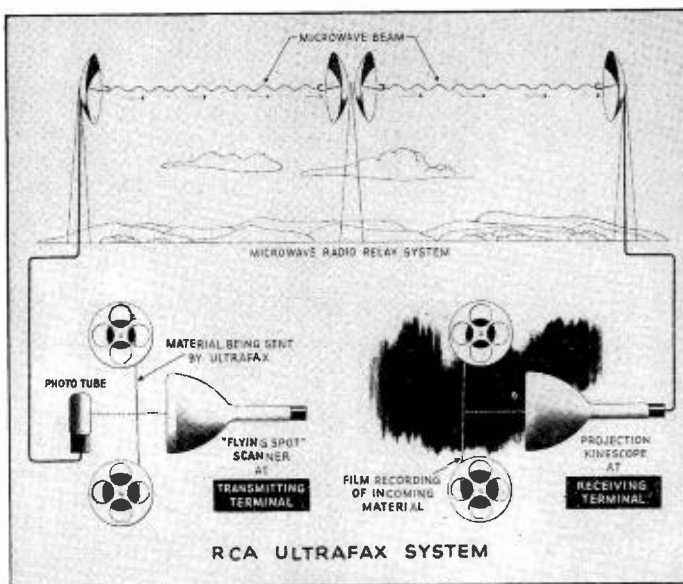 MICROWAVE BEAM
MICROWAVE RADIO RELAY SYSTEM
MATERIAL BEING SENT
BY ULTRAFAX
PHOTO TUBE
"FLYING SPOT"
SCANNER
AT
TRANSMITTING
TERMINAL
FILM RECORDING
OF INCOMING
MATERIAL
PROJECTION
KINESCOPE
AT
RECEIVING
TERMINAL
RCA ULTRAFAX SYSTEM